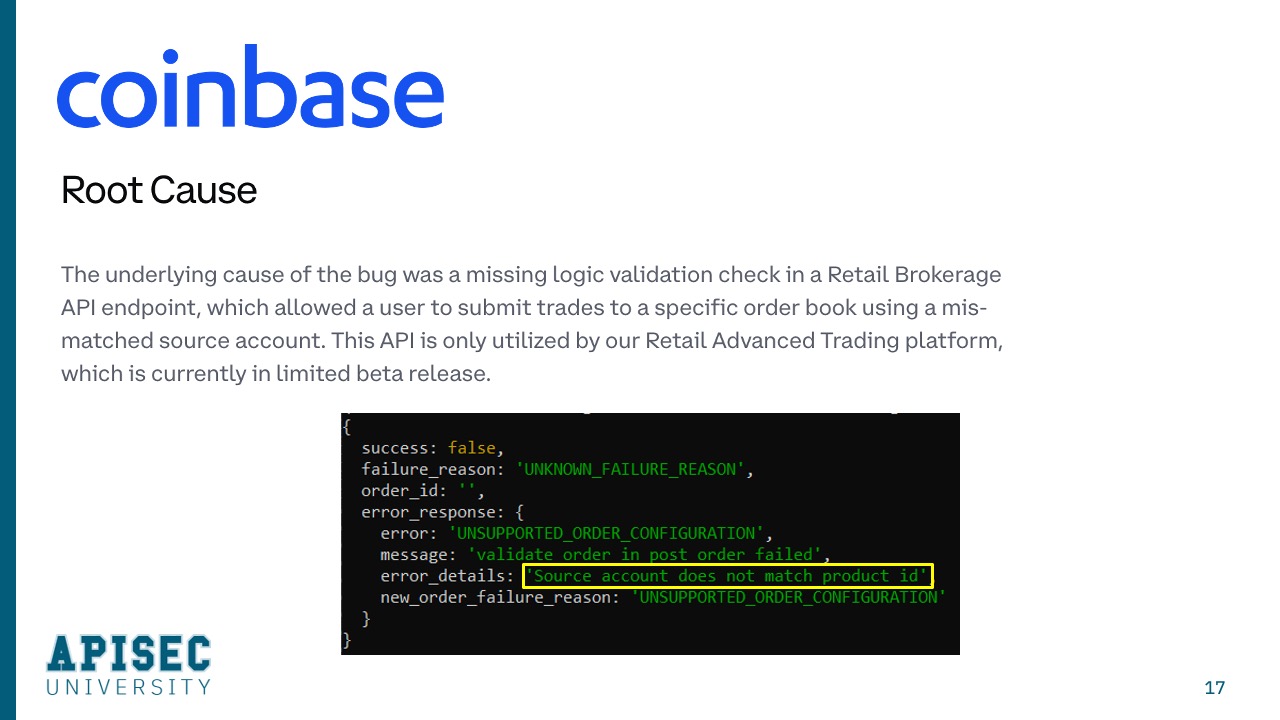 coinbase
Root Cause
The underlying cause of the bug was a missing logic validation check in a Retail Brokerage
API endpoint, which allowed a user to submit trades to a specific order book using a mis-
matched source account. This API is only utilized by our Retail Advanced Trading platform,
which is currently in limited beta release.
{
success: false,
failure_reason: 'UNKNOWN_FAILURE_REASON',
order_id: '',
error_response: {
error: 'UNSUPPORTED_ORDER_CONFIGURATION',
message: 'validate order in post order failed',
error_details: 'Source account does not match product id',
new_order_failure_reason: 'UNSUPPORTED_ORDER_CONFIGURATION'
}
}
APISEC
UNIVERSITY
17